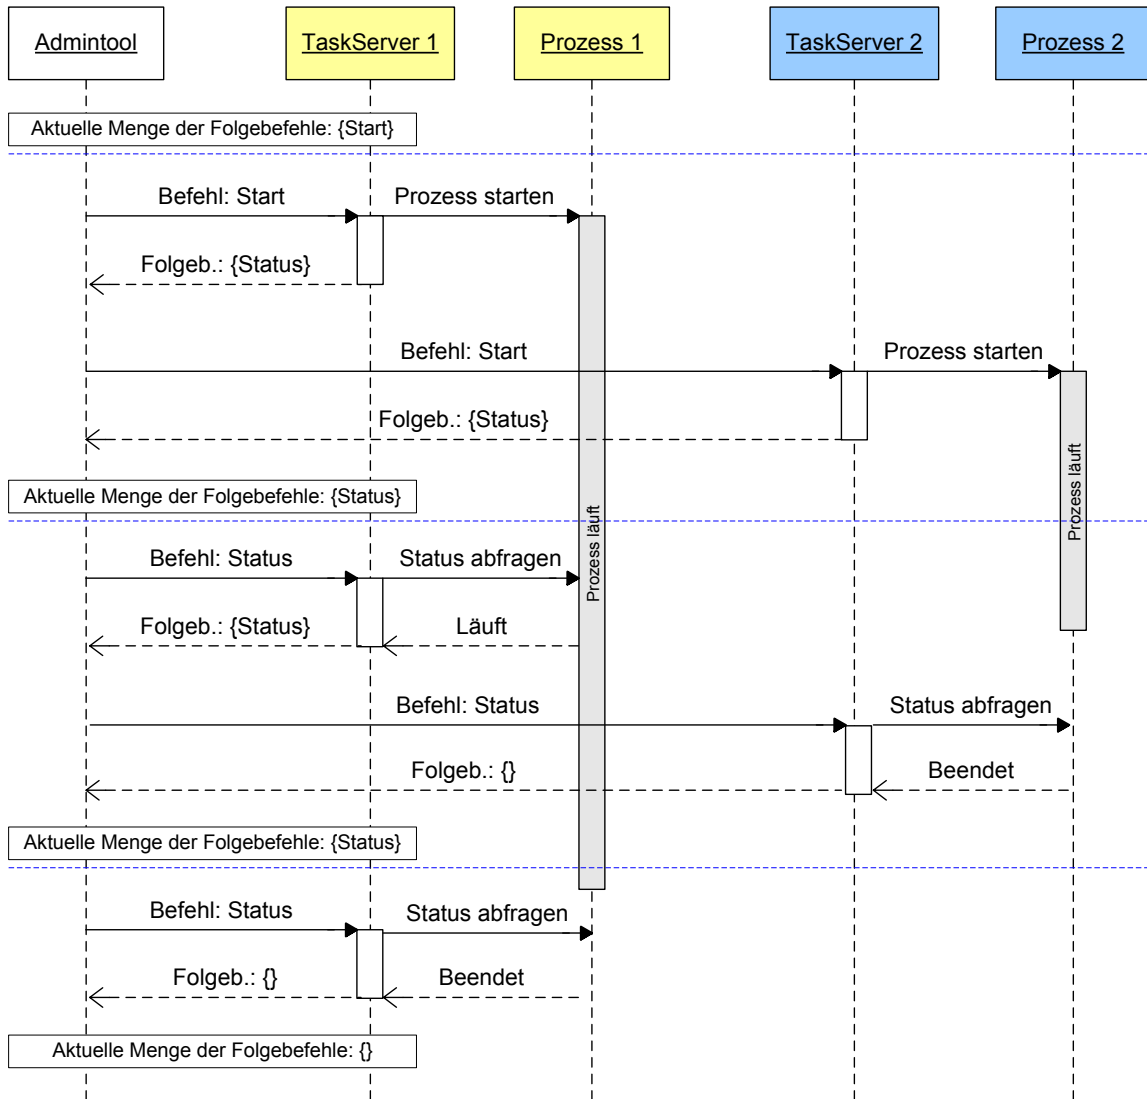 Admintool
TaskServer 1
Prozess 1
TaskServer 2
Prozess 2
Aktuelle Menge der Folgebefehle: {Start}
Befehl: Start
Prozess starten
Folgeb.: {Status}
Befehl: Start
Prozess starten
Folgeb.: {Status}
Prozess läuft
Aktuelle Menge der Folgebefehle: {Status}
Prozess läuft
Befehl: Status
Status abfragen
Folgeb.: {Status}
Läuft
Befehl: Status
Status abfragen
Folgeb.: {}
Beendet
Aktuelle Menge der Folgebefehle: {Status}
Befehl: Status
Status abfragen
Folgeb.: {}
Beendet
Aktuelle Menge der Folgebefehle: {}